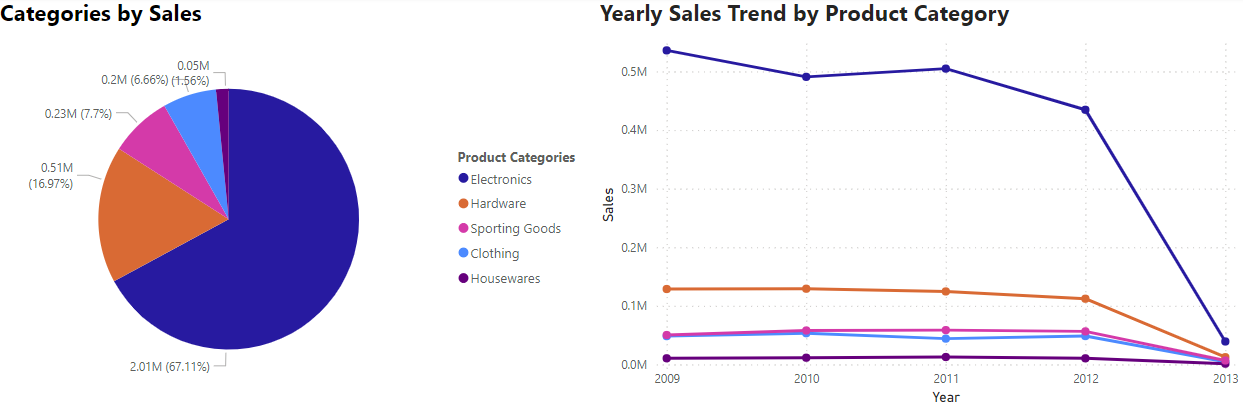 Categories by Sales
0.05M
(1.56%)
0.2M (6.66%)
0.23M (7.7%)
0.51M
(16.97%)
2.01M (67.11%)
Product Categories
Electronics
Hardware
Sporting Goods
Clothing
Housewares
Yearly Sales Trend by Product Category
Sales
0.5M
0.4M
0.3M
0.2M
0.1M
0.0M
2009 2010 2011 2012 2013
Year